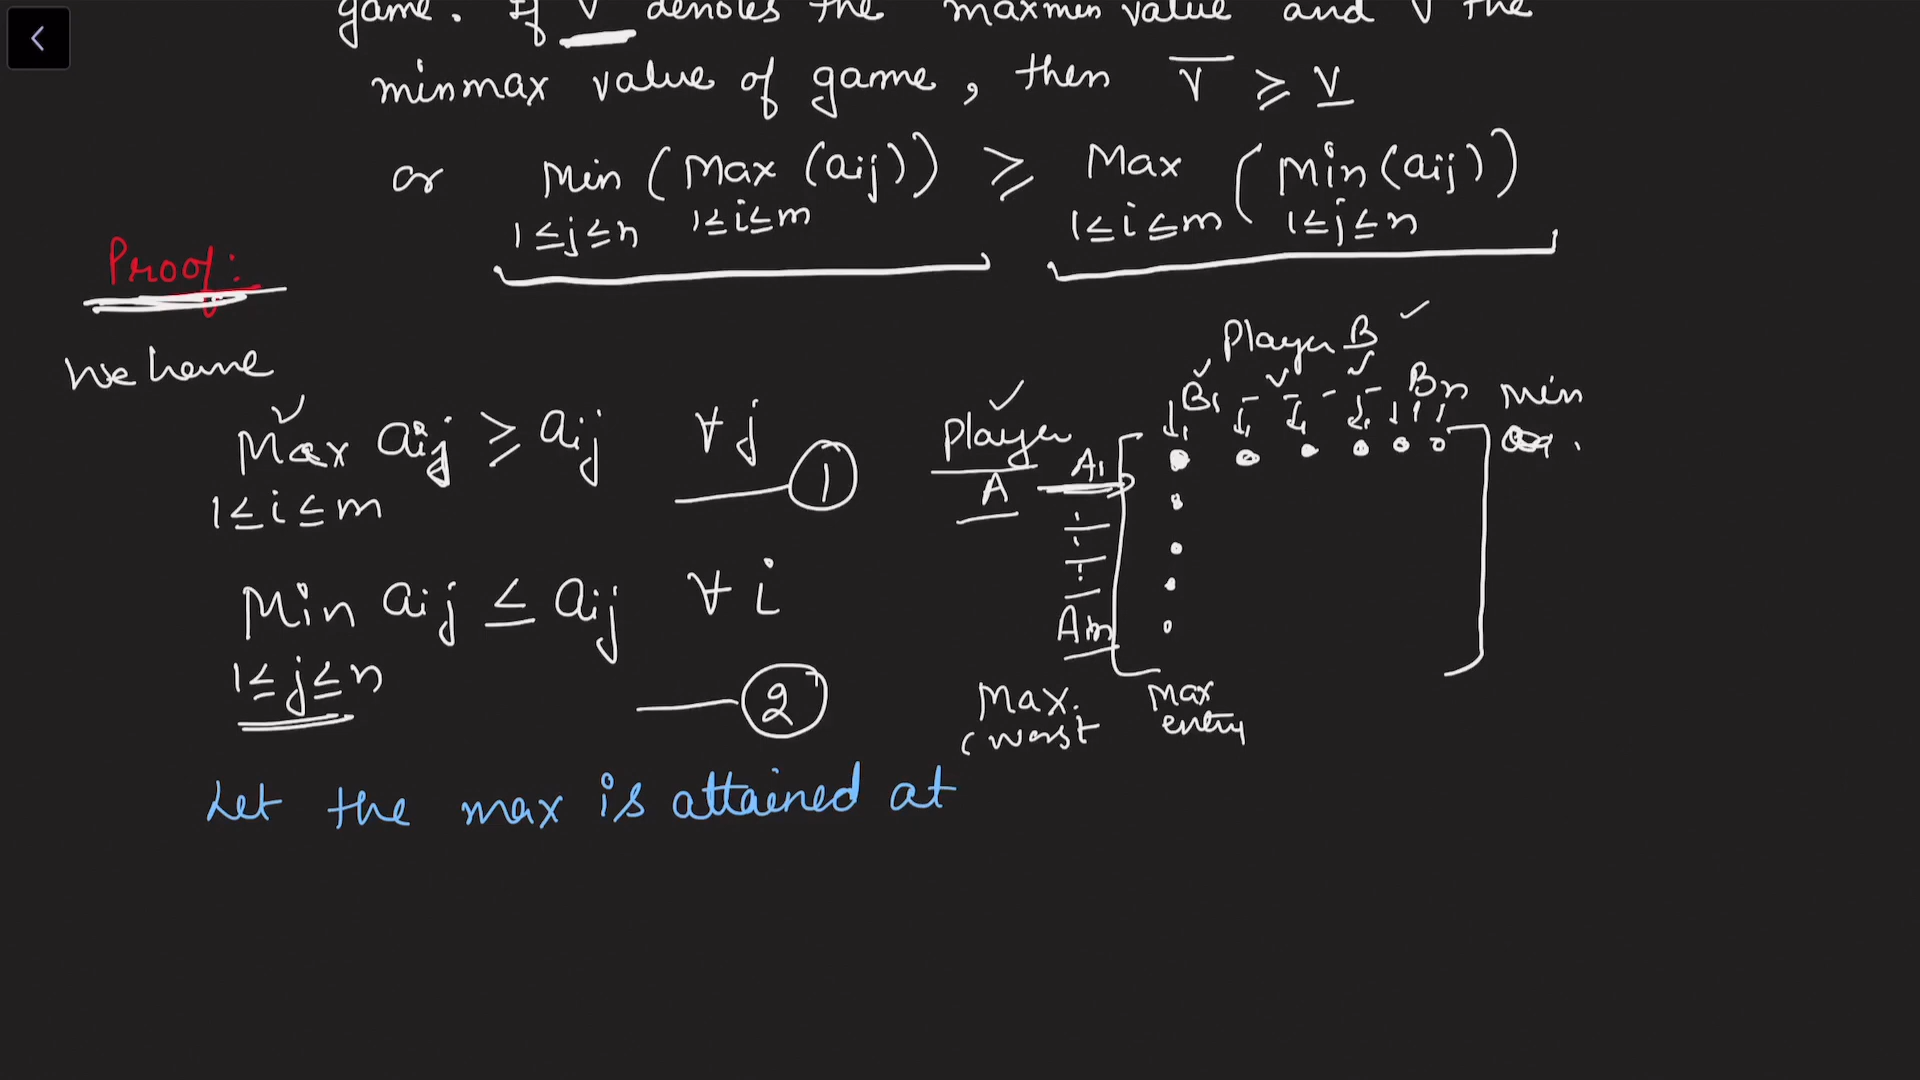 game. If V denotes the maxmin value and V the
minmax value of game, then V̅ ≥ V̲
or Min (Max (aij)) ≥ Max (Min (aij))
1≤j≤n 1≤i≤m 1≤i≤m 1≤j≤n
Proof:
We have
Max aij ≥ aij ∀ j
1≤i≤m
1
Min aij ≤ aij ∀ i
1≤j≤n
2
Player B
B1 - - - - Bn Min
Player A1
A
Am
Max. Max
(worst entry
Let the max is attained at